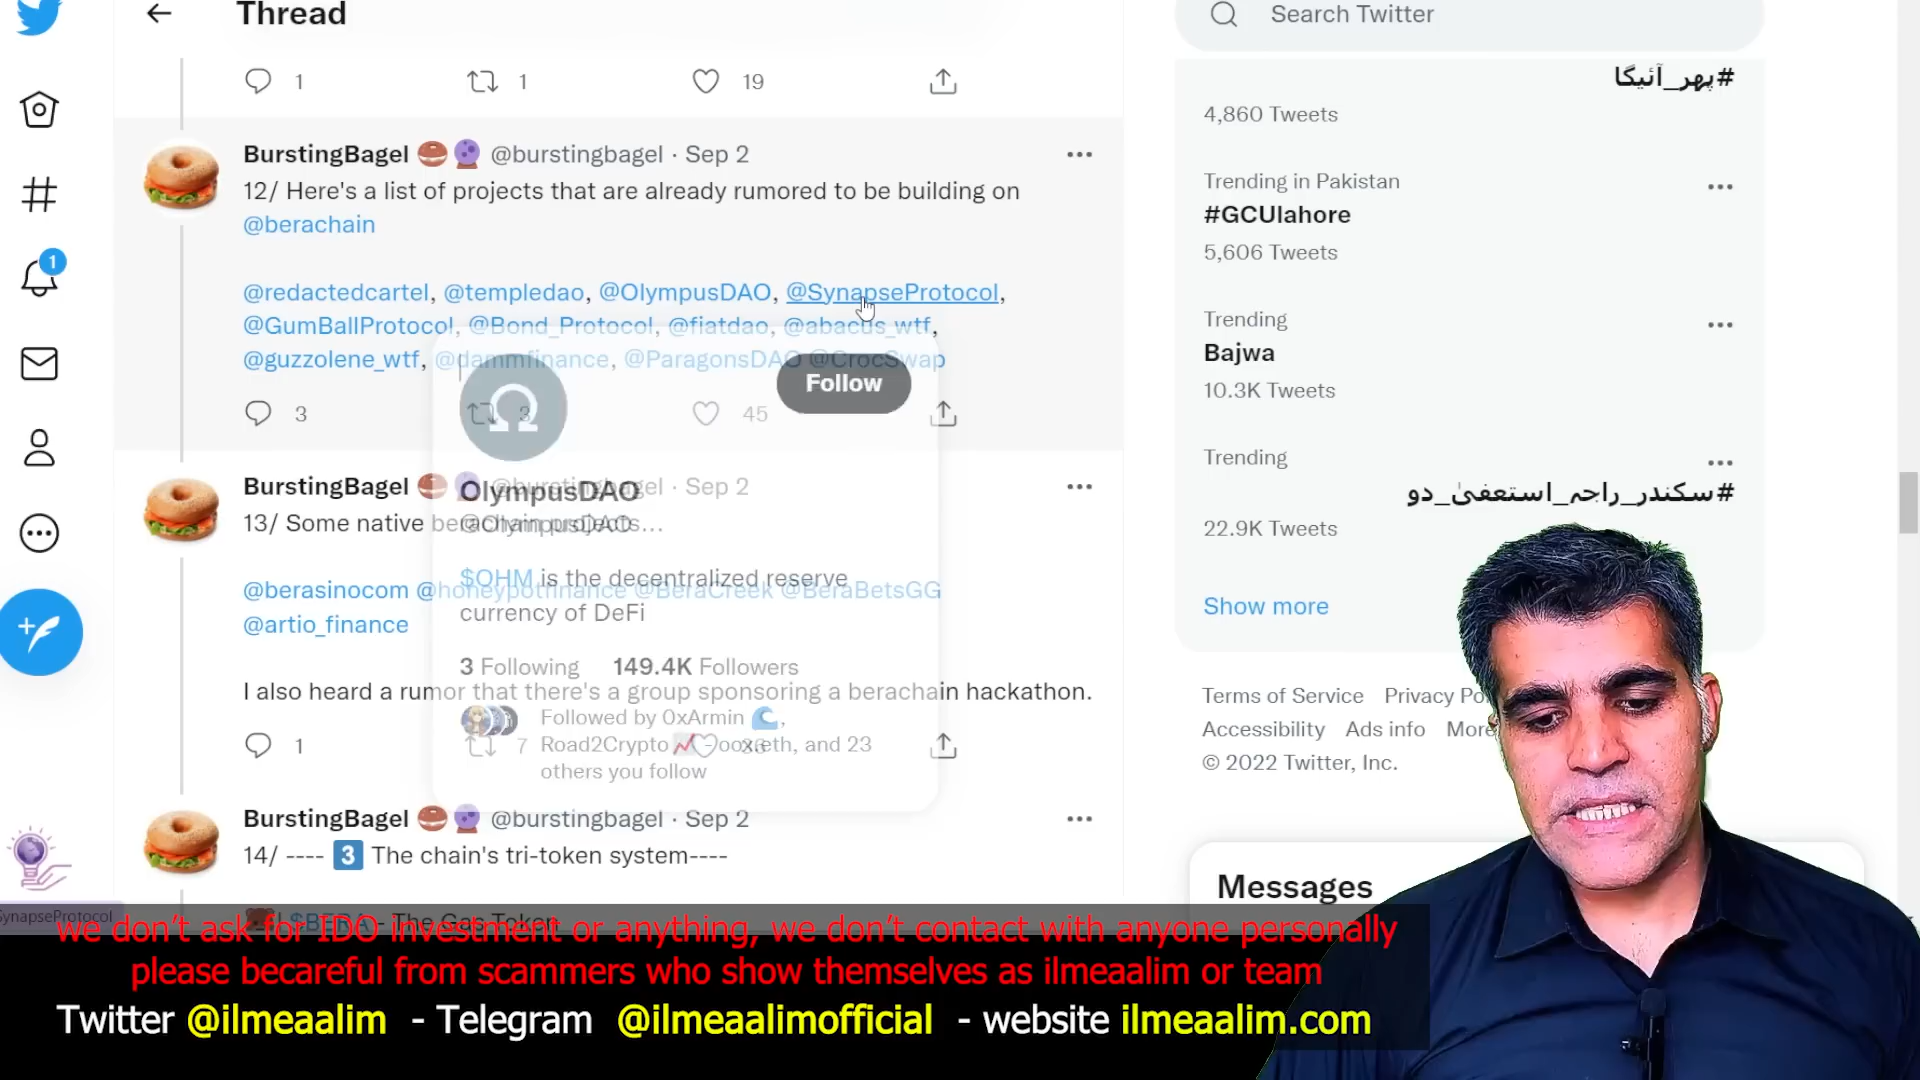 Thread
Search Twitter
1
1
19
#پھر_آئیگا
4,860 Tweets
BurstingBagel @burstingbagel · Sep 2
12/ Here's a list of projects that are already rumored to be building on
@berachain
@redactedcartel, @templedao, @OlympusDAO, @SynapseProtocol,
@GumBallProtocol, @Bond_Protocol, @fiatdao, @abacus_wtf,
@guzzolene_wtf, @dammfinance, @ParagonsDAO @CrocSwap
3
3
45
Follow
OlympusDAO
@OlympusDAO
$OHM is the decentralized reserve
currency of DeFi
3 Following 149.4K Followers
Followed by 0xArmin
Road2Crypto
and 23
others you follow
BurstingBagel @burstingbagel · Sep 2
13/ Some native berachain projects...
@berasinocom @honeypotfinance @BeraCreek @BeraBetsGG
@artio_finance
I also heard a rumor that there's a group sponsoring a berachain hackathon.
1
7
BurstingBagel @burstingbagel · Sep 2
14/ ---- 3 The chain's tri-token system----
$BERA - The Gas Token
Trending in Pakistan
#GCUlahore
5,606 Tweets
Trending
Bajwa
10.3K Tweets
Trending
#سکندر_راجہ_استعفیٰ_دو
22.9K Tweets
Show more
Terms of Service Privacy
Accessibility Ads info More
© 2022 Twitter, Inc.
Messages
1
SynapseProtocol
we don't ask for IDO investment or anything, we don't contact with anyone personally
please becareful from scammers who show themselves as ilmeaalim or team
Twitter @ilmeaalim - Telegram @ilmeaalimofficial - website ilmeaalim.com